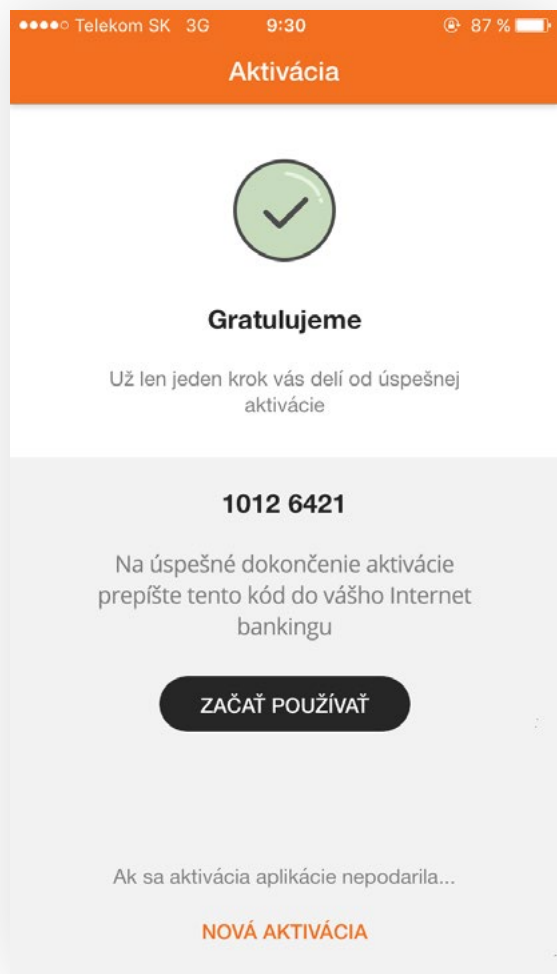 Telekom SK 3G 9:30 87 %
Aktivácia
Gratulujeme
Už len jeden krok vás delí od úspešnej
aktivácie
1012 6421
Na úspešné dokončenie aktivácie
prepíšte tento kód do vášho Internet
bankingu
ZAČAŤ POUŽÍVAŤ
Ak sa aktivácia aplikácie nepodarila...
NOVÁ AKTIVÁCIA